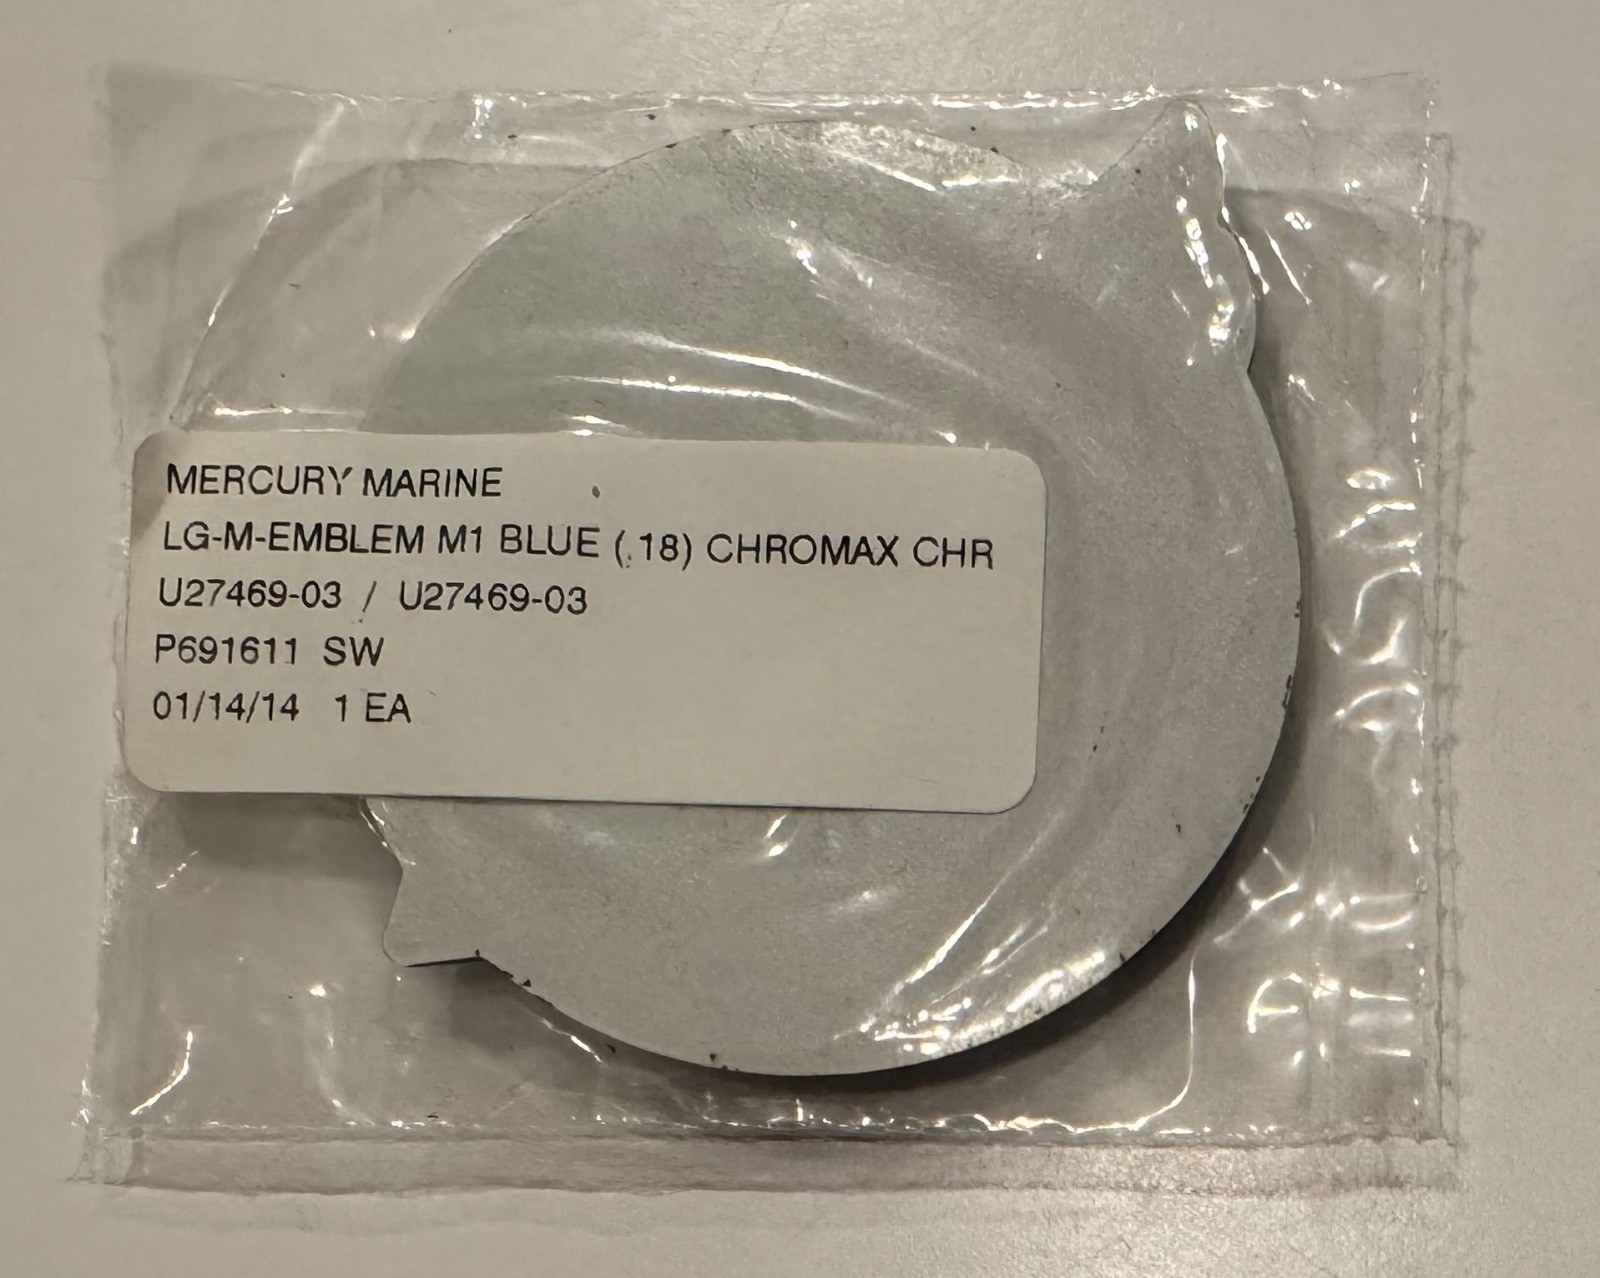 MERCURY MARINE
LG-M-EMBLEM M1 BLUE (.18) CHROMAX CHR
U27469-03 / U27469-03
P691611 SW
01/14/14 1 EA